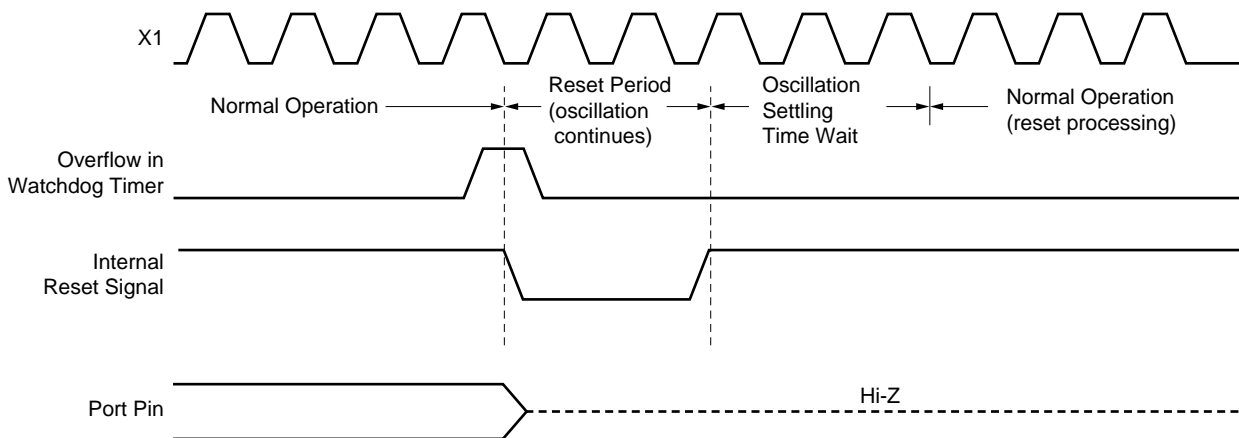 X1
Normal Operation
Reset Period
(oscillation
continues)
Oscillation
Settling
Time Wait
Normal Operation
(reset processing)
Overflow in
Watchdog Timer
Internal
Reset Signal
Port Pin
Hi-Z